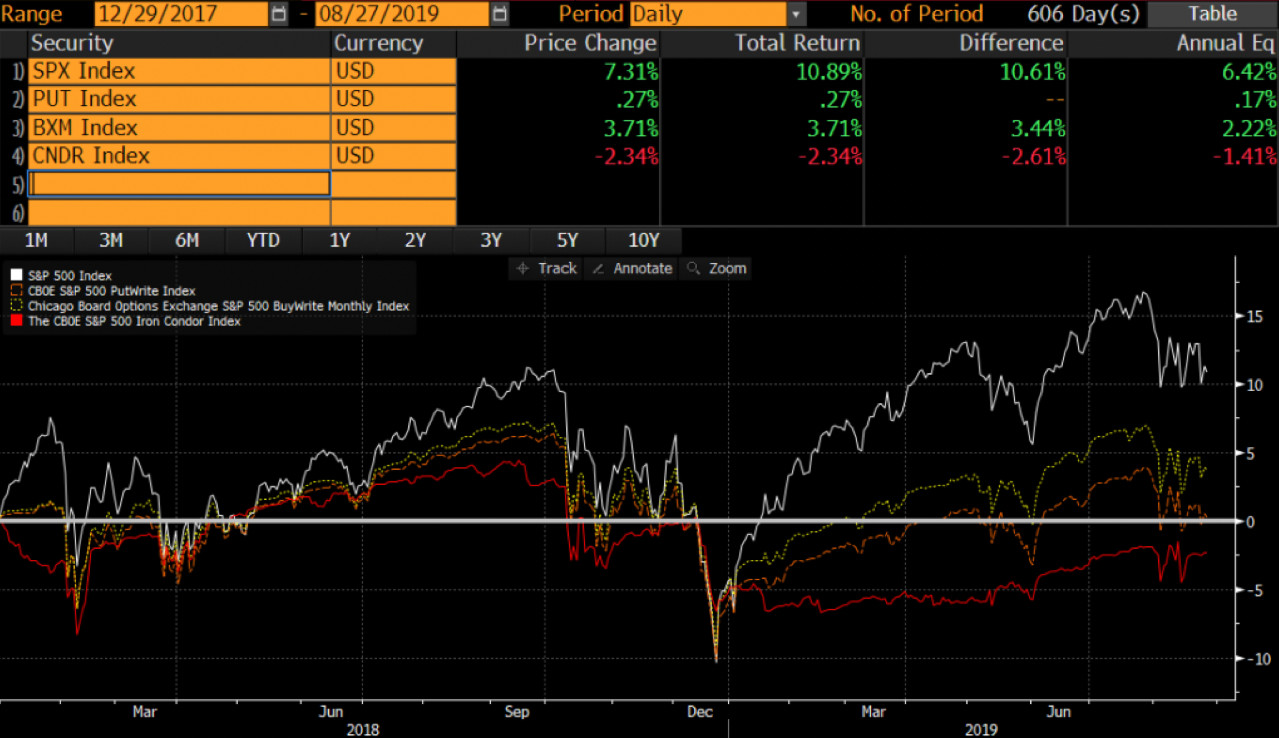 Range 12/29/2017 - 08/27/2019 Period Daily No. of Period 606 Day(s) Table
Security Currency Price Change Total Return Difference Annual Eq
1) SPX Index USD 7.31% 10.89% 10.61% 6.42%
2) PUT Index USD .27% .27% -- .17%
3) BXM Index USD 3.71% 3.71% 3.44% 2.22%
4) CNDR Index USD -2.34% -2.34% -2.61% -1.41%
5)
6)
1M 3M 6M YTD 1Y 2Y 3Y 5Y 10Y
Track Annotate Zoom
S&P 500 Index
CBOE S&P 500 PutWrite Index
Chicago Board Options Exchange S&P 500 BuyWrite Monthly Index
The CBOE S&P 500 Iron Condor Index
15
10
5
0
-5
-10
Mar Jun Sep Dec Mar Jun
2018 2019